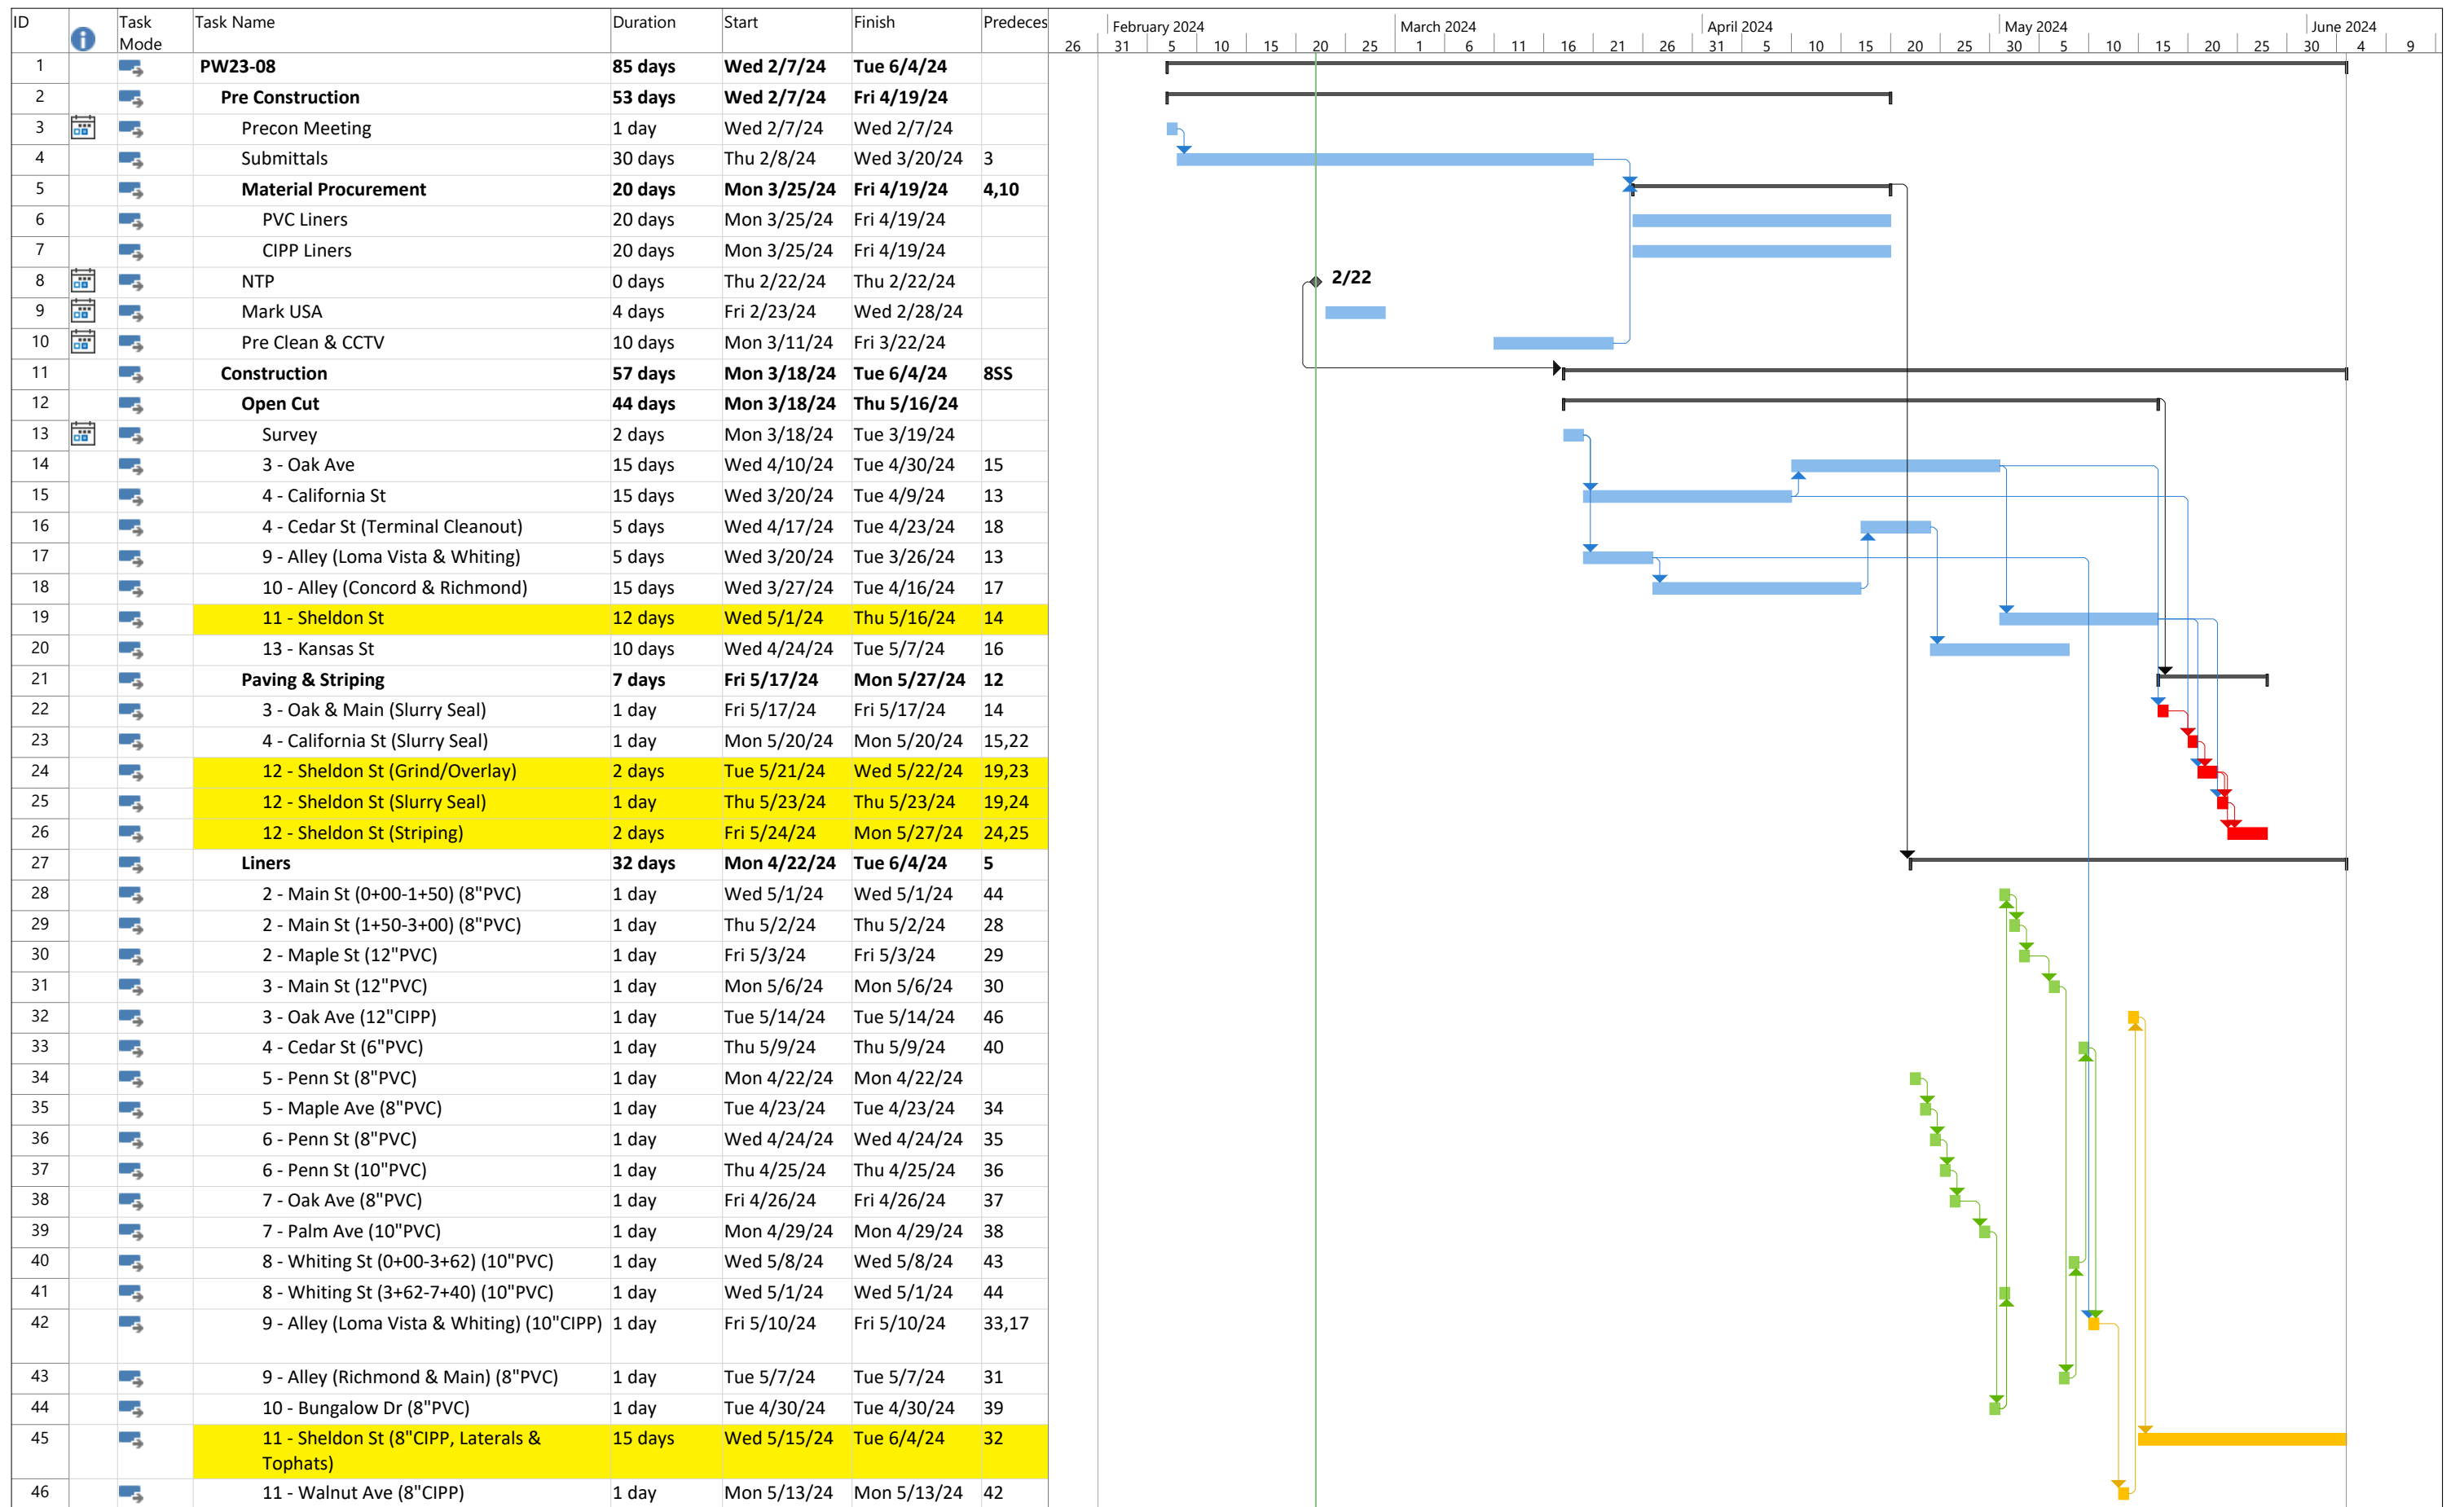 ID Task Mode Task Name Duration Start Finish Predeces
February 2024 March 2024 April 2024 May 2024 June 2024
26 31 5 10 15 20 25 1 6 11 16 21 26 31 5 10 15 20 25 30 5 10 15 20 25 30 4 9
1 PW23-08 85 days Wed 2/7/24 Tue 6/4/24
2 Pre Construction 53 days Wed 2/7/24 Fri 4/19/24
3 Precon Meeting 1 day Wed 2/7/24 Wed 2/7/24
4 Submittals 30 days Thu 2/8/24 Wed 3/20/24 3
5 Material Procurement 20 days Mon 3/25/24 Fri 4/19/24 4,10
6 PVC Liners 20 days Mon 3/25/24 Fri 4/19/24
7 CIPP Liners 20 days Mon 3/25/24 Fri 4/19/24
8 NTP 0 days Thu 2/22/24 Thu 2/22/24 2/22
9 Mark USA 4 days Fri 2/23/24 Wed 2/28/24
10 Pre Clean & CCTV 10 days Mon 3/11/24 Fri 3/22/24
11 Construction 57 days Mon 3/18/24 Tue 6/4/24 8SS
12 Open Cut 44 days Mon 3/18/24 Thu 5/16/24
13 Survey 2 days Mon 3/18/24 Tue 3/19/24
14 3 - Oak Ave 15 days Wed 4/10/24 Tue 4/30/24 15
15 4 - California St 15 days Wed 3/20/24 Tue 4/9/24 13
16 4 - Cedar St (Terminal Cleanout) 5 days Wed 4/17/24 Tue 4/23/24 18
17 9 - Alley (Loma Vista & Whiting) 5 days Wed 3/20/24 Tue 3/26/24 13
18 10 - Alley (Concord & Richmond) 15 days Wed 3/27/24 Tue 4/16/24 17
19 11 - Sheldon St 12 days Wed 5/1/24 Thu 5/16/24 14
20 13 - Kansas St 10 days Wed 4/24/24 Tue 5/7/24 16
21 Paving & Striping 7 days Fri 5/17/24 Mon 5/27/24 12
22 3 - Oak & Main (Slurry Seal) 1 day Fri 5/17/24 Fri 5/17/24 14
23 4 - California St (Slurry Seal) 1 day Mon 5/20/24 Mon 5/20/24 15,22
24 12 - Sheldon St (Grind/Overlay) 2 days Tue 5/21/24 Wed 5/22/24 19,23
25 12 - Sheldon St (Slurry Seal) 1 day Thu 5/23/24 Thu 5/23/24 19,24
26 12 - Sheldon St (Striping) 2 days Fri 5/24/24 Mon 5/27/24 24,25
27 Liners 32 days Mon 4/22/24 Tue 6/4/24 5
28 2 - Main St (0+00-1+50) (8"PVC) 1 day Wed 5/1/24 Wed 5/1/24 44
29 2 - Main St (1+50-3+00) (8"PVC) 1 day Thu 5/2/24 Thu 5/2/24 28
30 2 - Maple St (12"PVC) 1 day Fri 5/3/24 Fri 5/3/24 29
31 3 - Main St (12"PVC) 1 day Mon 5/6/24 Mon 5/6/24 30
32 3 - Oak Ave (12"CIPP) 1 day Tue 5/14/24 Tue 5/14/24 46
33 4 - Cedar St (6"PVC) 1 day Thu 5/9/24 Thu 5/9/24 40
34 5 - Penn St (8"PVC) 1 day Mon 4/22/24 Mon 4/22/24
35 5 - Maple Ave (8"PVC) 1 day Tue 4/23/24 Tue 4/23/24 34
36 6 - Penn St (8"PVC) 1 day Wed 4/24/24 Wed 4/24/24 35
37 6 - Penn St (10"PVC) 1 day Thu 4/25/24 Thu 4/25/24 36
38 7 - Oak Ave (8"PVC) 1 day Fri 4/26/24 Fri 4/26/24 37
39 7 - Palm Ave (10"PVC) 1 day Mon 4/29/24 Mon 4/29/24 38
40 8 - Whiting St (0+00-3+62) (10"PVC) 1 day Wed 5/8/24 Wed 5/8/24 43
41 8 - Whiting St (3+62-7+40) (10"PVC) 1 day Wed 5/1/24 Wed 5/1/24 44
42 9 - Alley (Loma Vista & Whiting) (10"CIPP) 1 day Fri 5/10/24 Fri 5/10/24 33,17
43 9 - Alley (Richmond & Main) (8"PVC) 1 day Tue 5/7/24 Tue 5/7/24 31
44 10 - Bungalow Dr (8"PVC) 1 day Tue 4/30/24 Tue 4/30/24 39
45 11 - Sheldon St (8"CIPP, Laterals & 15 days Wed 5/15/24 Tue 6/4/24 32
Tophats)
46 11 - Walnut Ave (8"CIPP) 1 day Mon 5/13/24 Mon 5/13/24 42